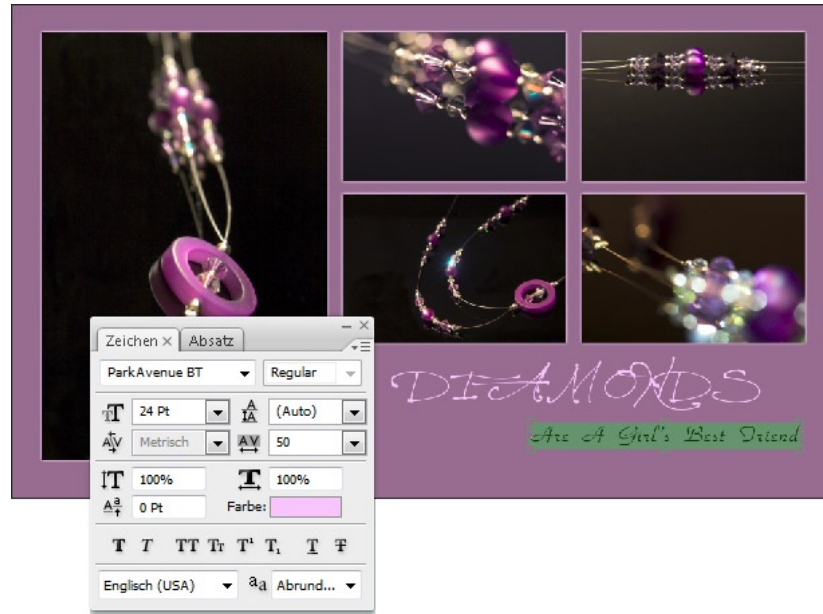 DIAMONDS
Are A Girl's Best Friend
Zeichen × Absatz
ParkAvenue BT Regular
24 Pt (Auto)
Metrisch 50
100% 100%
0 Pt Farbe:
T T TT Tr T¹ T₁ T T
Englisch (USA) aa Abrund...